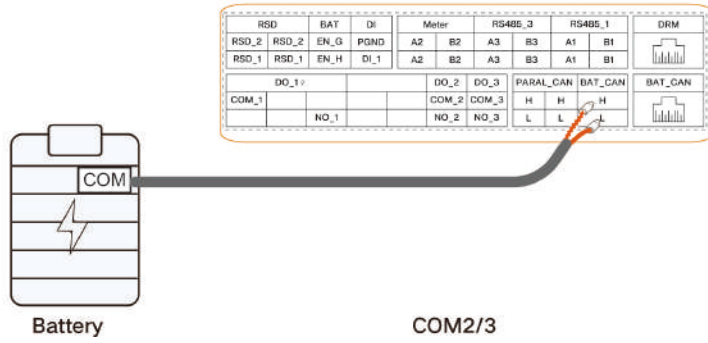 RSD BAT DI Meter RS485_3 RS485_1 DRM
RSD_2 RSD_2 EN_G PGND A2 B2 A3 B3 A1 B1
RSD_1 RSD_1 EN_H DI_1 A2 B2 A3 B3 A1 B1
DO_1 DO_2 DO_3 PARAL_CAN BAT_CAN BAT_CAN
COM_1 COM_2 COM_3 H H H
NO_1 NO_2 NO_3 L L L
COM
Battery COM2/3